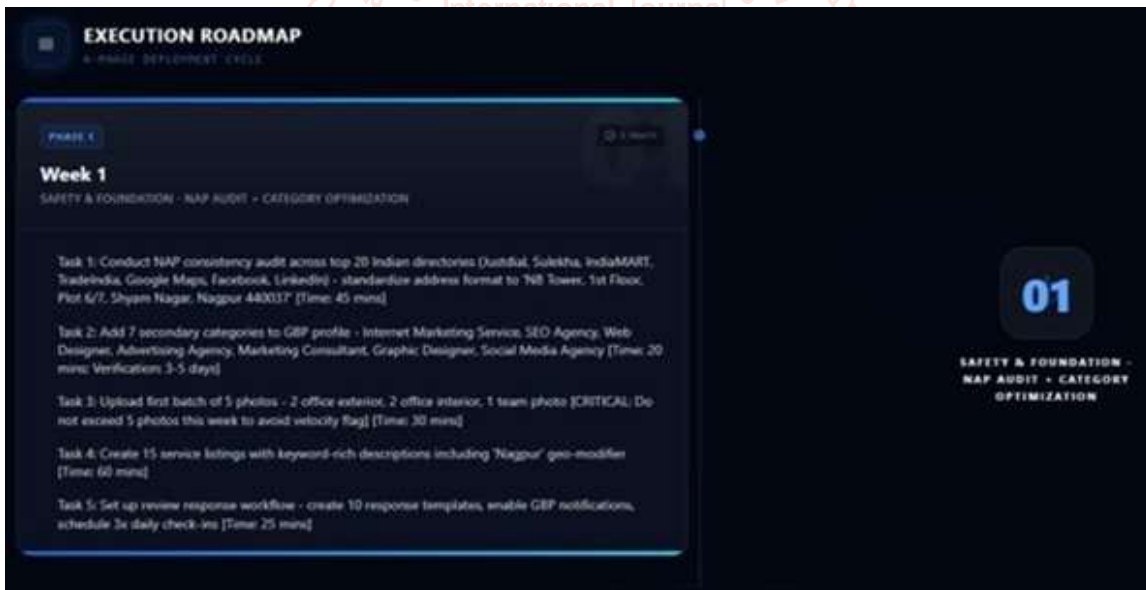 International Journal
EXECUTION ROADMAP
4-PHASE DEPLOYMENT CYCLE
PHASE 1
Week 1
SAFETY & FOUNDATION - NAP AUDIT + CATEGORY OPTIMIZATION
Task 1: Conduct NAP consistency audit across top 20 Indian directories (Justdial, Sulekha, IndiaMART,
TradeIndia, Google Maps, Facebook, LinkedIn) - standardize address format to 'N8 Tower, 1st Floor,
Plot 6/7, Shyam Nagar, Nagpur 440037' [Time: 45 mins]
Task 2: Add 7 secondary categories to GBP profile - Internet Marketing Service, SEO Agency, Web
Designer, Advertising Agency, Marketing Consultant, Graphic Designer, Social Media Agency [Time: 20
mins; Verification: 3-5 days]
Task 3: Upload first batch of 5 photos - 2 office exterior, 2 office interior, 1 team photo [CRITICAL: Do
not exceed 5 photos this week to avoid velocity flag] [Time: 30 mins]
Task 4: Create 15 service listings with keyword-rich descriptions including 'Nagpur' geo-modifier
[Time: 60 mins]
Task 5: Set up review response workflow - create 10 response templates, enable GBP notifications,
schedule 3x daily check-ins [Time: 25 mins]
01
SAFETY & FOUNDATION -
NAP AUDIT + CATEGORY
OPTIMIZATION